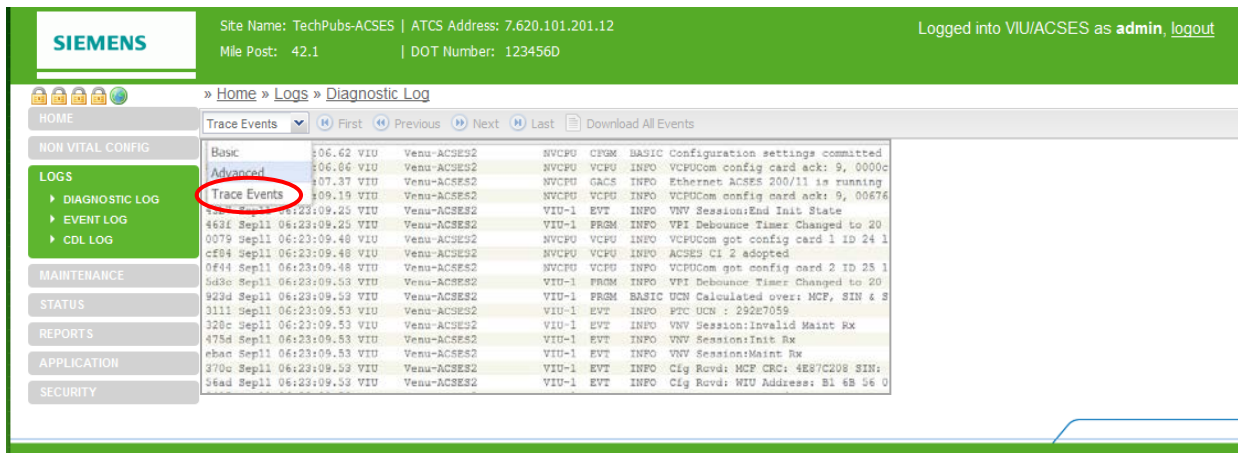 SIEMENS
Site Name: TechPubs-ACSES | ATCS Address: 7.620.101.201.12
Mile Post: 42.1 | DOT Number: 123456D
Logged into VIU/ACSES as admin, logout
» Home » Logs » Diagnostic Log
HOME
NON VITAL CONFIG
LOGS
DIAGNOSTIC LOG
EVENT LOG
CDL LOG
MAINTENANCE
STATUS
REPORTS
APPLICATION
SECURITY
Trace Events First Previous Next Last Download All Events
Basic
Advanced
Trace Events
:06.62 VIU Venu-ACSES2 NVCPU CFGM BASIC Configuration settings committed
:06.86 VIU Venu-ACSES2 NVCPU VCPU INFO VCPUCom config card ack: 9, 0000c
:07.37 VIU Venu-ACSES2 NVCPU GACS INFO Ethernet ACSES 200/11 is running
:09.19 VIU Venu-ACSES2 NVCPU VCPU INFO VCPUCom config card ack: 9, 00676
Sep11 06:23:09.25 VIU Venu-ACSES2 VIU-1 EVT INFO VNV Session:End Init State
463f Sep11 06:23:09.25 VIU Venu-ACSES2 VIU-1 PRGM INFO VPI Debounce Timer Changed to 20
0079 Sep11 06:23:09.48 VIU Venu-ACSES2 NVCPU VCPU INFO VCPUCom got config card 1 ID 24 1
cf84 Sep11 06:23:09.48 VIU Venu-ACSES2 NVCPU VCPU INFO ACSES CI 2 adopted
0f44 Sep11 06:23:09.48 VIU Venu-ACSES2 NVCPU VCPU INFO VCPUCom got config card 2 ID 25 1
5d3c Sep11 06:23:09.53 VIU Venu-ACSES2 VIU-1 PRGM INFO VPI Debounce Timer Changed to 20
923d Sep11 06:23:09.53 VIU Venu-ACSES2 VIU-1 PRGM BASIC UCN Calculated over: MCF, SIN & S
3111 Sep11 06:23:09.53 VIU Venu-ACSES2 VIU-1 EVT INFO PTC UCN : 292E7059
328c Sep11 06:23:09.53 VIU Venu-ACSES2 VIU-1 EVT INFO VNV Session:Invalid Maint Rx
475d Sep11 06:23:09.53 VIU Venu-ACSES2 VIU-1 EVT INFO VNV Session:Init Rx
ebac Sep11 06:23:09.53 VIU Venu-ACSES2 VIU-1 EVT INFO VNV Session:Maint Rx
370c Sep11 06:23:09.53 VIU Venu-ACSES2 VIU-1 EVT INFO Cfg Rcvd: MCF CRC: 4E87C208 SIN:
56ad Sep11 06:23:09.53 VIU Venu-ACSES2 VIU-1 EVT INFO Cfg Rcvd: WIU Address: B1 6B 56 0